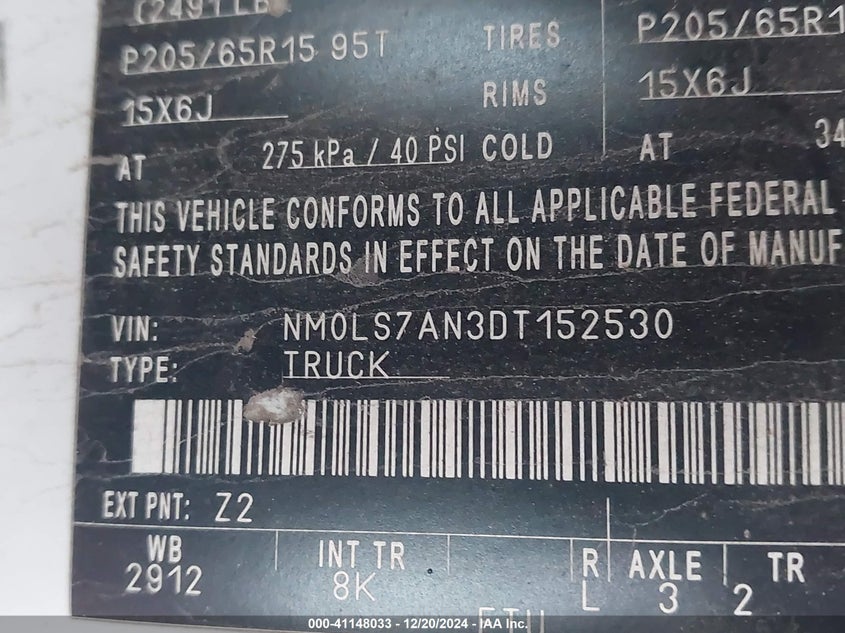 P205/65R15 95T TIRES P205/65R1
15X6J RIMS 15X6J
AT 275 kPa / 40 PSI COLD AT 34
THIS VEHICLE CONFORMS TO ALL APPLICABLE FEDERAL
SAFETY STANDARDS IN EFFECT ON THE DATE OF MANUF
VIN: NM0LS7AN3DT152530
TYPE: TRUCK
EXT PNT: Z2
WB INT TR R AXLE TR
2912 8K L 3 2
000-41148033 - 12/20/2024 - IAA Inc.